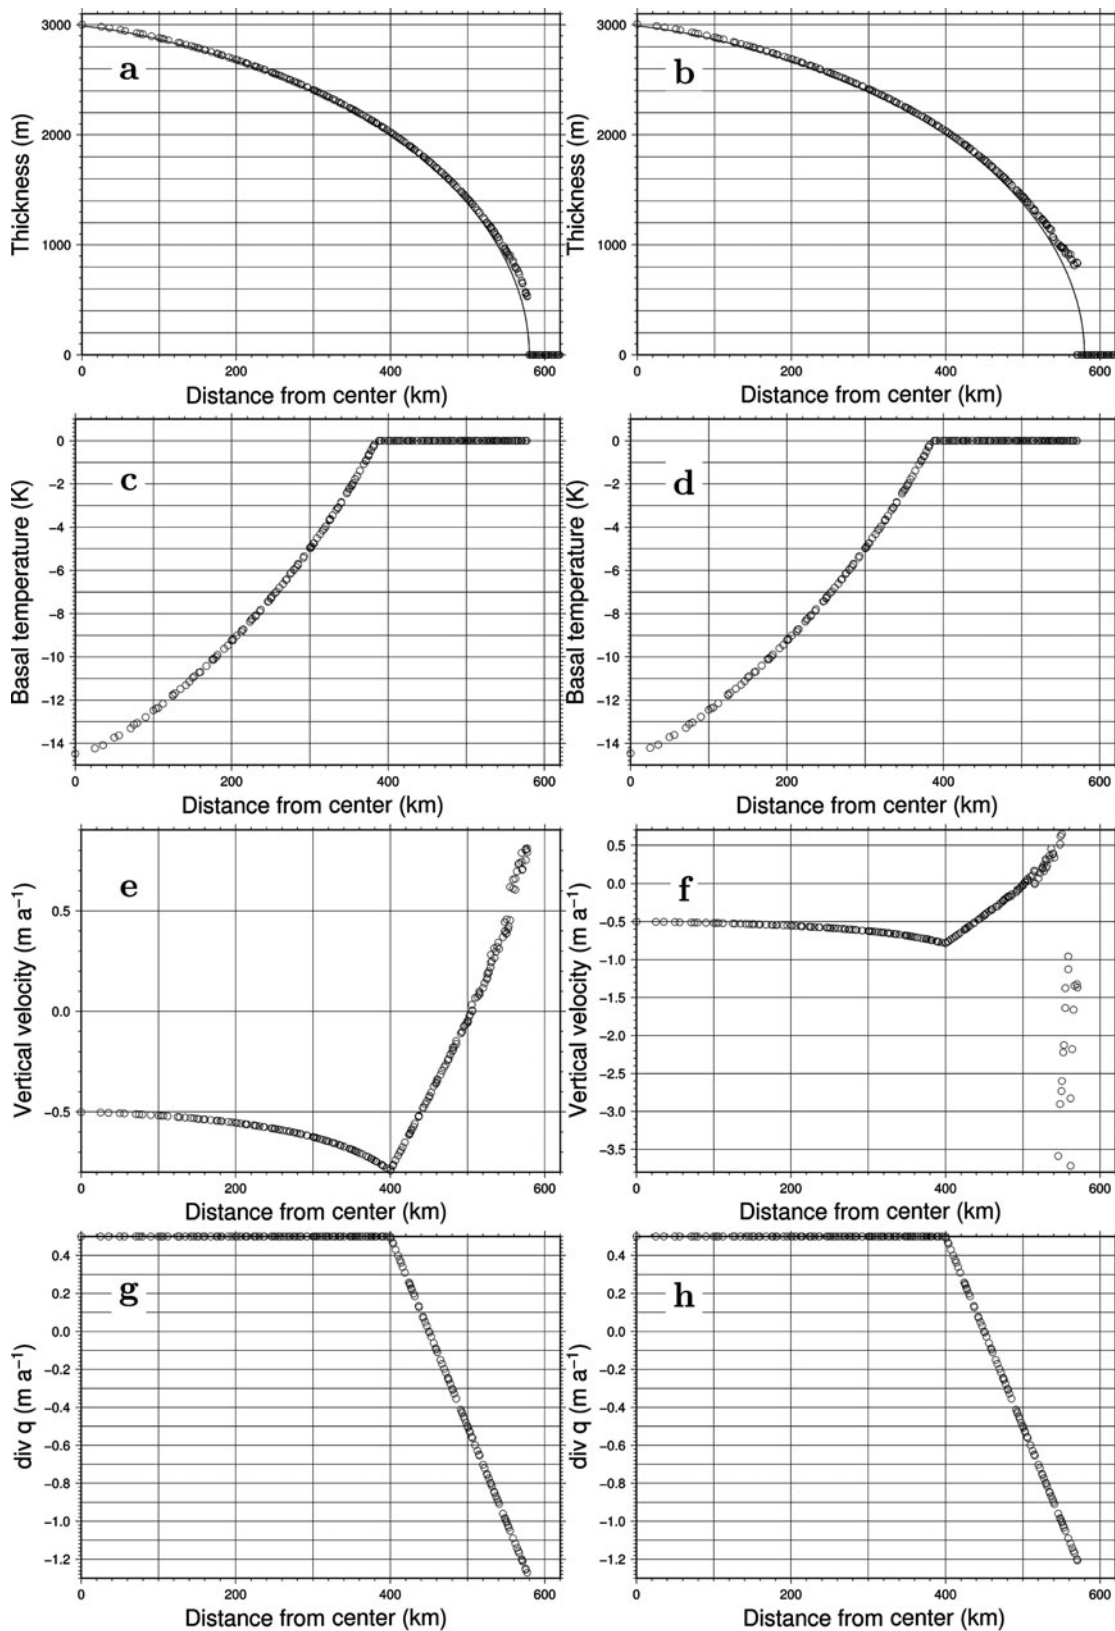 3000
2000
1000
0
Thickness (m)
a
0 200 400 600
Distance from center (km)
3000
2000
1000
0
Thickness (m)
b
0 200 400 600
Distance from center (km)
0
−2
−4
−6
−8
−10
−12
−14
Basal temperature (K)
c
0 200 400 600
Distance from center (km)
0
−2
−4
−6
−8
−10
−12
−14
Basal temperature (K)
d
0 200 400 600
Distance from center (km)
0.5
0.0
−0.5
Vertical velocity (m a⁻¹)
e
0 200 400 600
Distance from center (km)
0.5
0.0
−0.5
−1.0
−1.5
−2.0
−2.5
−3.0
−3.5
Vertical velocity (m a⁻¹)
f
0 200 400 600
Distance from center (km)
0.4
0.2
0.0
−0.2
−0.4
−0.6
−0.8
−1.0
−1.2
div q (m a⁻¹)
g
0 200 400 600
Distance from center (km)
0.4
0.2
0.0
−0.2
−0.4
−0.6
−0.8
−1.0
−1.2
div q (m a⁻¹)
h
0 200 400 600
Distance from center (km)